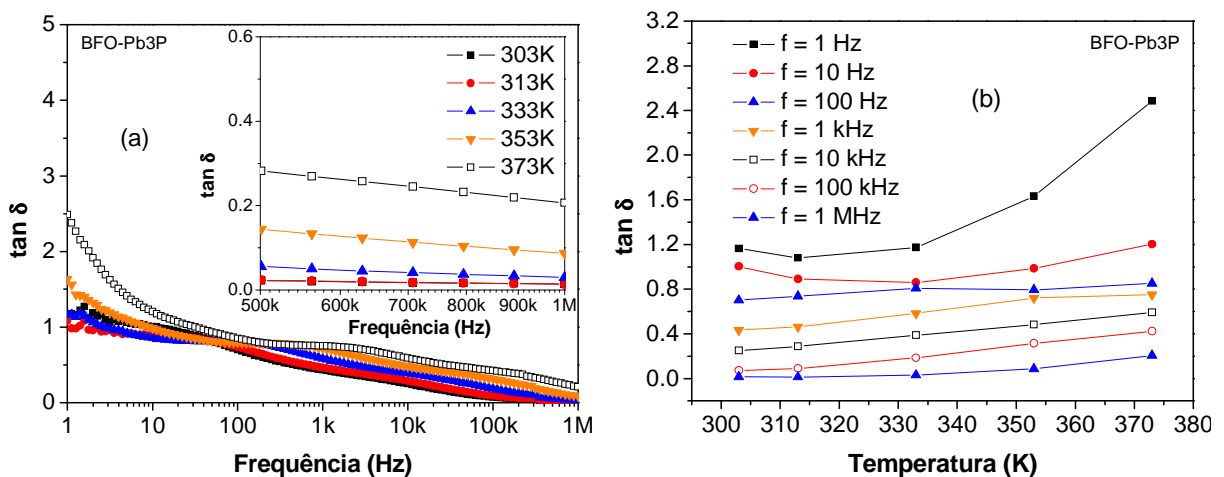 BFO-Pb3P
(a)
5
4
3
2
1
0
tan δ
1
10
100
1k
10k
100k
1M
Frequência (Hz)
0.6
0.4
0.2
0.0
tan δ
500k
600k
700k
800k
900k
1M
Frequência (Hz)
303K
313K
333K
353K
373K
BFO-Pb3P
(b)
3.2
2.8
2.4
2.0
1.6
1.2
0.8
0.4
0.0
tan δ
f = 1 Hz
f = 10 Hz
f = 100 Hz
f = 1 kHz
f = 10 kHz
f = 100 kHz
f = 1 MHz
300
310
320
330
340
350
360
370
380
Temperatura (K)